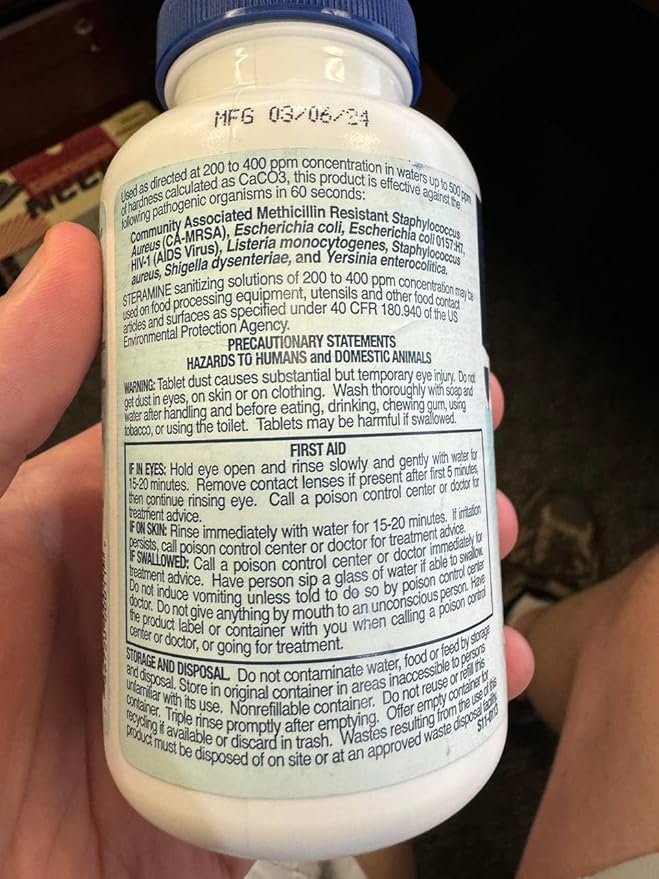 MFG 03/06/24
NEE
Used as directed at 200 to 400 ppm concentration in waters up to 500 ppm
of hardness calculated as CaCO3, this product is effective against the
following pathogenic organisms in 60 seconds:
Community Associated Methicillin Resistant Staphylococcus
Aureus (CA-MRSA), Escherichia coli, Escherichia coli 0157:H7,
HIV-1 (AIDS Virus), Listeria monocytogenes, Staphylococcus
aureus, Shigella dysenteriae, and Yersinia enterocolitica.
STERAMINE sanitizing solutions of 200 to 400 ppm concentration may be
used on food processing equipment, utensils and other food contact
articles and surfaces as specified under 40 CFR 180.940 of the US
Environmental Protection Agency.
PRECAUTIONARY STATEMENTS
HAZARDS TO HUMANS and DOMESTIC ANIMALS
WARNING: Tablet dust causes substantial but temporary eye injury. Do not
get dust in eyes, on skin or on clothing. Wash thoroughly with soap and
water after handling and before eating, drinking, chewing gum, using
tobacco, or using the toilet. Tablets may be harmful if swallowed.
FIRST AID
IF IN EYES: Hold eye open and rinse slowly and gently with water for
15-20 minutes. Remove contact lenses if present after first 5 minutes,
then continue rinsing eye. Call a poison control center or doctor for
treatment advice.
IF ON SKIN: Rinse immediately with water for 15-20 minutes. If irritation
persists, call poison control center or doctor for treatment advice.
IF SWALLOWED: Call a poison control center or doctor immediately for
treatment advice. Have person sip a glass of water if able to swallow.
Do not induce vomiting unless told to do so by poison control center
doctor. Do not give anything by mouth to an unconscious person. Have
the product label or container with you when calling a poison control
center or doctor, or going for treatment.
STORAGE AND DISPOSAL. Do not contaminate water, food or feed by storage
and disposal. Store in original container in areas inaccessible to persons
unfamiliar with its use. Nonrefillable container. Do not reuse or refill this
container. Triple rinse promptly after emptying. Offer empty container for
recycling if available or discard in trash. Wastes resulting from the use of this
product must be disposed of on site or at an approved waste disposal facility.